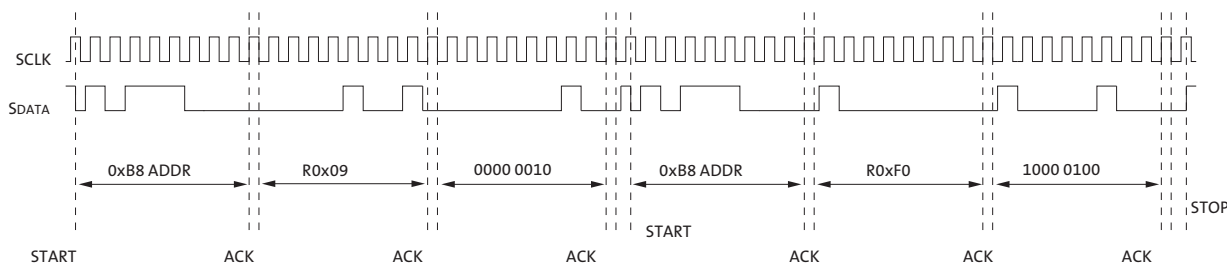 SCLK
SDATA
0xB8 ADDR
R0x09
0000 0010
0xB8 ADDR
R0xF0
1000 0100
STOP
START
START
ACK
ACK
ACK
ACK
ACK
ACK